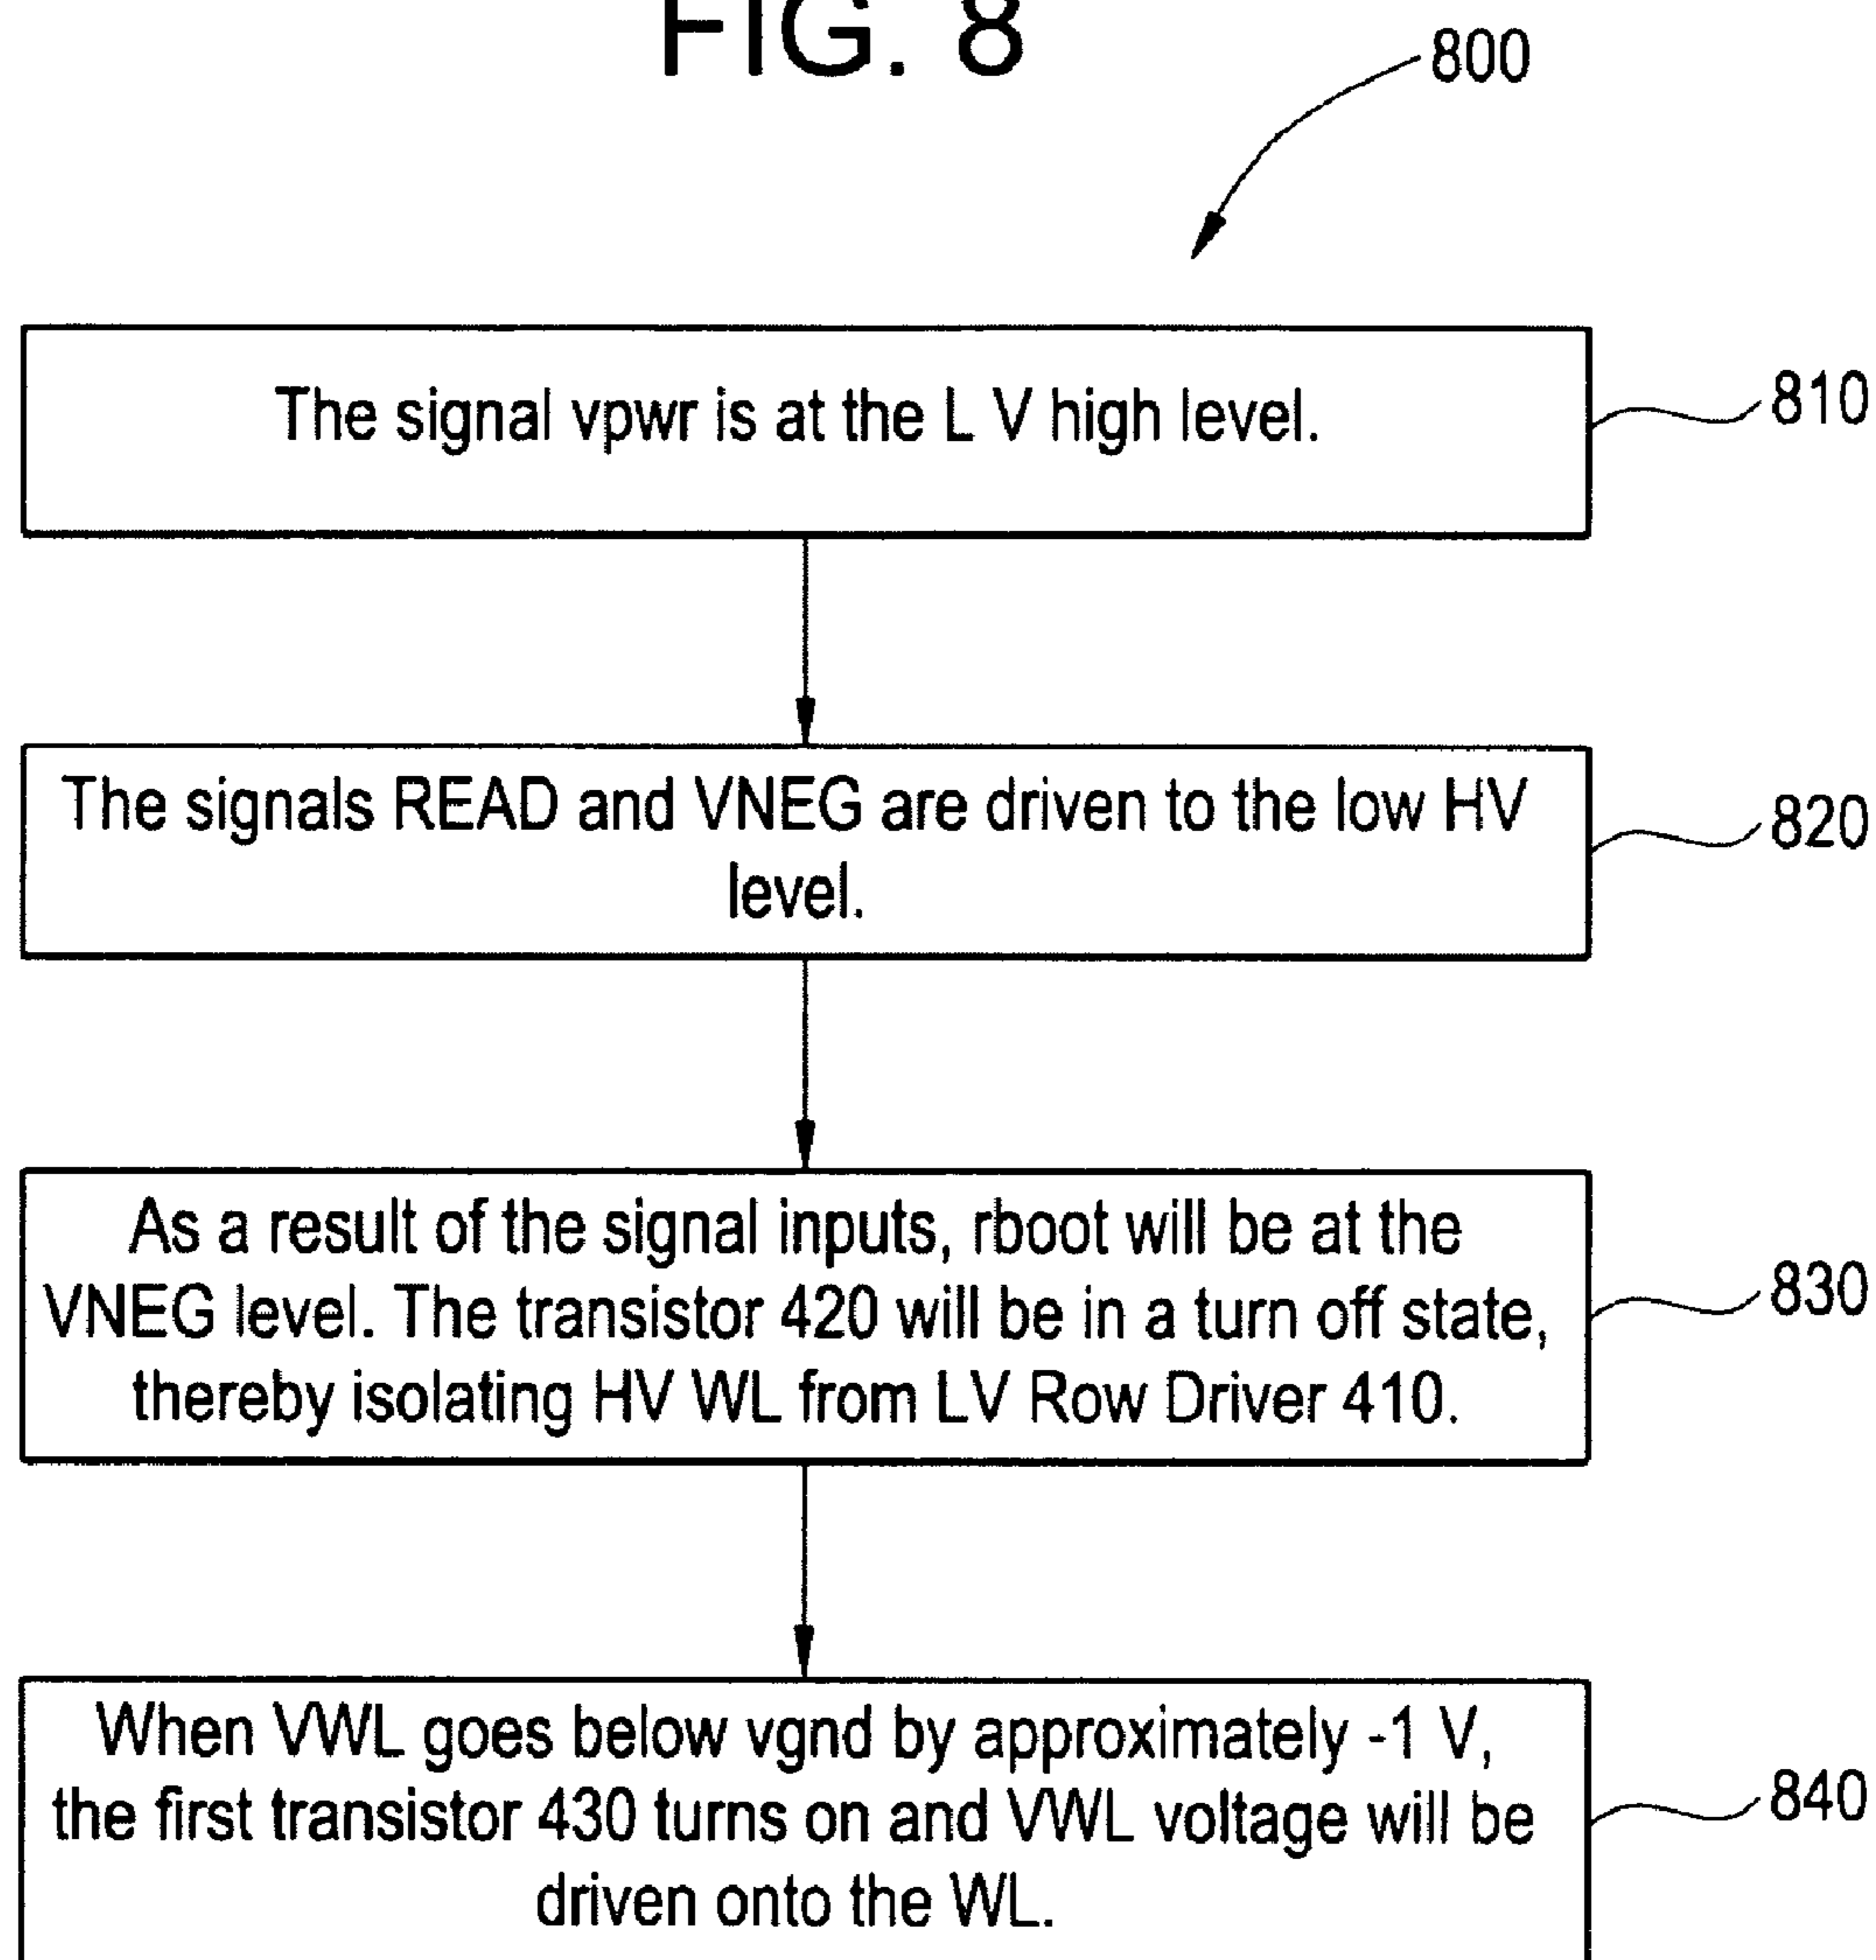 FIG. 8
800
The signal vpwr is at the L V high level.
810
The signals READ and VNEG are driven to the low HV
level.
820
As a result of the signal inputs, rboot will be at the
VNEG level. The transistor 420 will be in a turn off state,
thereby isolating HV WL from LV Row Driver 410.
830
When VWL goes below vgnd by approximately -1 V,
the first transistor 430 turns on and VWL voltage will be
driven onto the WL.
840